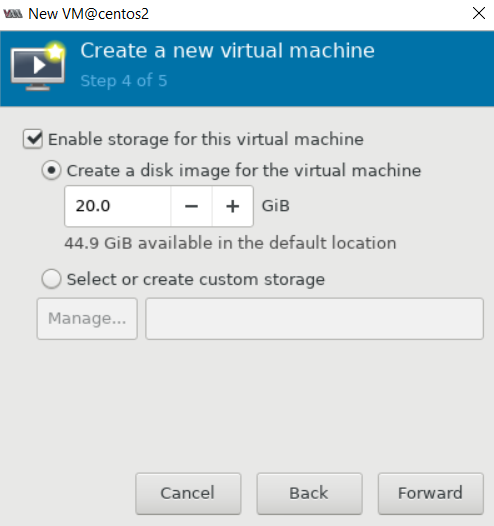 New VM@centos2
Create a new virtual machine
Step 4 of 5
Enable storage for this virtual machine
Create a disk image for the virtual machine
20.0 − + GiB
44.9 GiB available in the default location
Select or create custom storage
Manage...
Cancel Back Forward